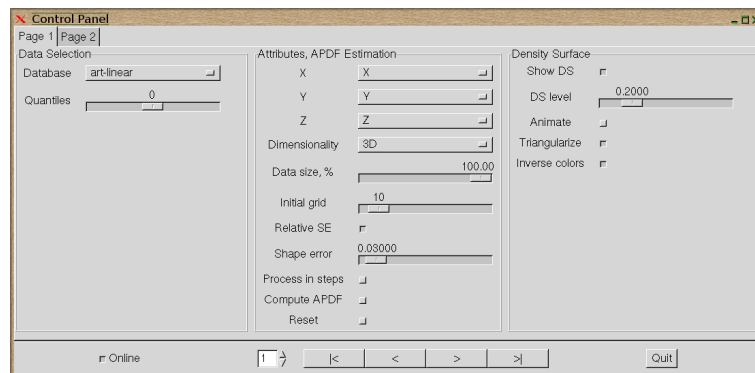 Control Panel
Page 1 Page 2
Data Selection
Database art-linear
Quantiles 0
Attributes, APDF Estimation
X X
Y Y
Z Z
Dimensionality 3D
Data size, % 100.00
Initial grid 10
Relative SE
Shape error 0.03000
Process in steps
Compute APDF
Reset
Density Surface
Show DS
DS level 0.2000
Animate
Triangularize
Inverse colors
Online 1 |< < > >| Quit